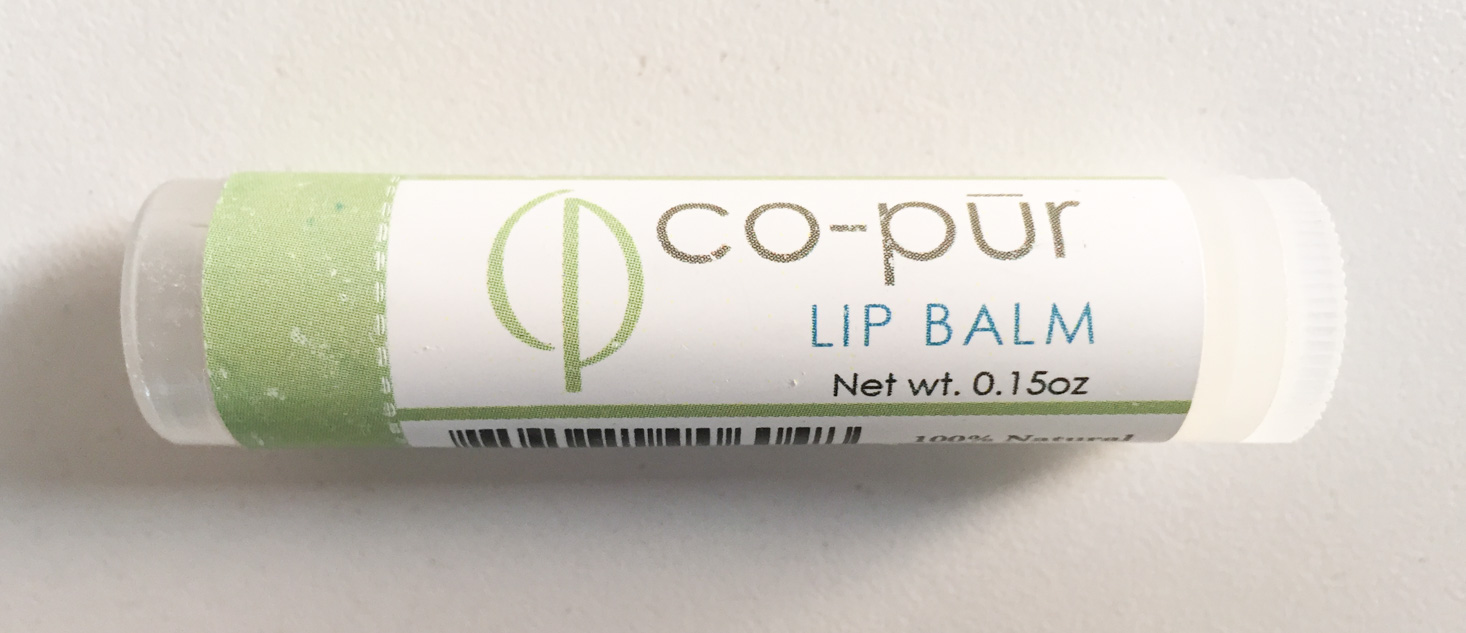 co-pūr
LIP BALM
Net wt. 0.15oz
100% Natural